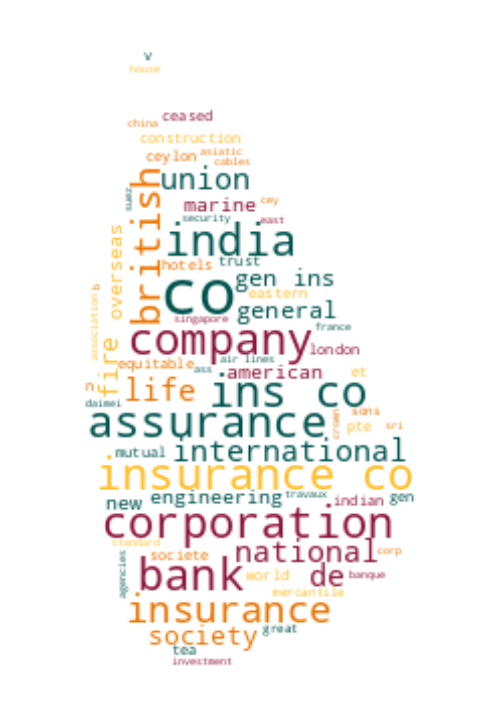 v
house
ceased
china
construction
ceylon asiatic
cables
union
suez
marine cey
security east
british
india
overseas
hotels trust
gen ins
co eastern
general
b
association
singapore
france
company london
fire
equitable air lines
ass american et
n
life ins co
daimei
crown sons
assurance pte sri
mutual international
insurance co
new engineering travaux indian gen
corporation
standard
societe national corp
agencies
bank world de banque
mercantile
insurance
society great
tea
investment